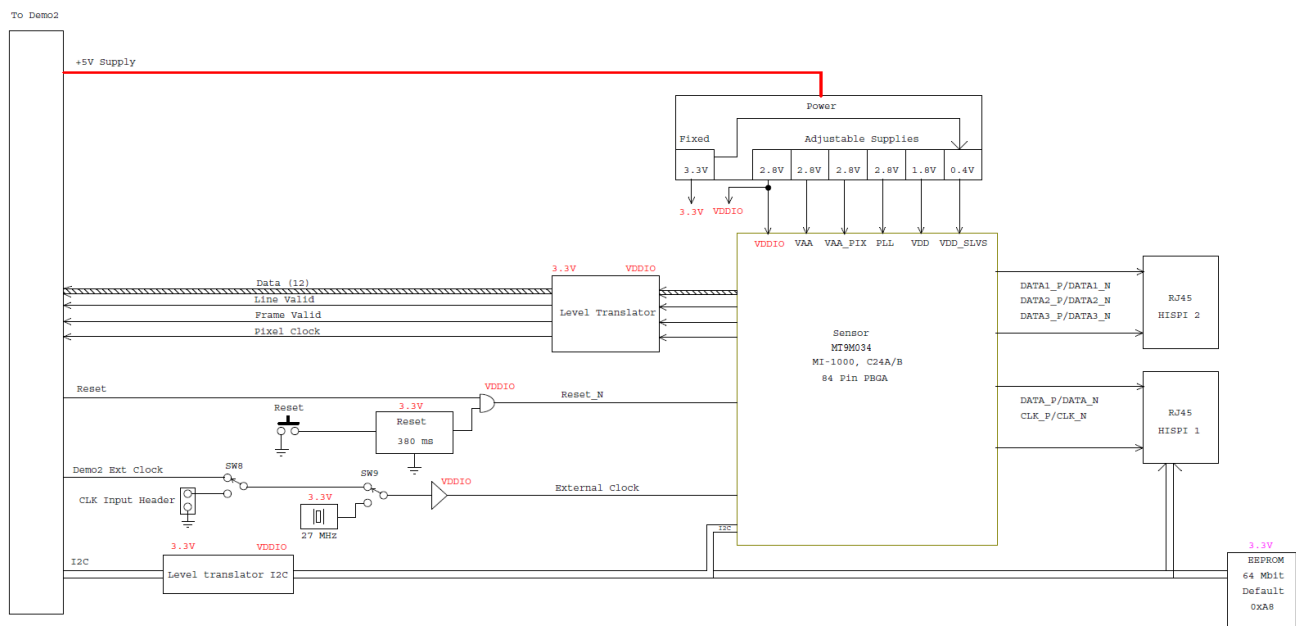 To Demo2
+5V Supply
Power
Fixed
Adjustable Supplies
3.3V
2.8V
2.8V
2.8V
2.8V
1.8V
0.4V
3.3V
VDDIO
VDDIO
VAA
VAA_PIX
PLL
VDD
VDD_SLVS
Data (12)
Line Valid
Frame Valid
Pixel Clock
3.3V
VDDIO
Level Translator
Sensor
MT9M034
MI-1000, C24A/B
84 Pin PBGA
DATA1_P/DATA1_N
DATA2_P/DATA2_N
DATA3_P/DATA3_N
RJ45
HISPI 2
DATA_P/DATA_N
CLK_P/CLK_N
RJ45
HISPI 1
Reset
VDDIO
Reset_N
Reset
3.3V
Reset
380 ms
Demo2 Ext Clock
SW8
CLK Input Header
SW9
VDDIO
External Clock
3.3V
27 MHz
I2C
I2C
3.3V
VDDIO
Level translator I2C
3.3V
EEPROM
64 Mbit
Default
0xA8